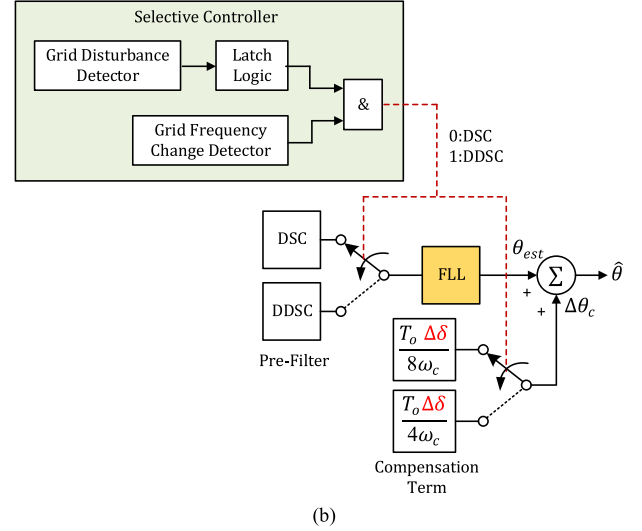 Selective Controller
Grid Disturbance
Detector
Latch
Logic
&
Grid Frequency
Change Detector
0:DSC
1:DDSC
DSC
DDSC
Pre-Filter
FLL
θest
+
+
Σ
θ̂
Δθc
To Δδ
8ωc
To Δδ
4ωc
Compensation
Term
(b)